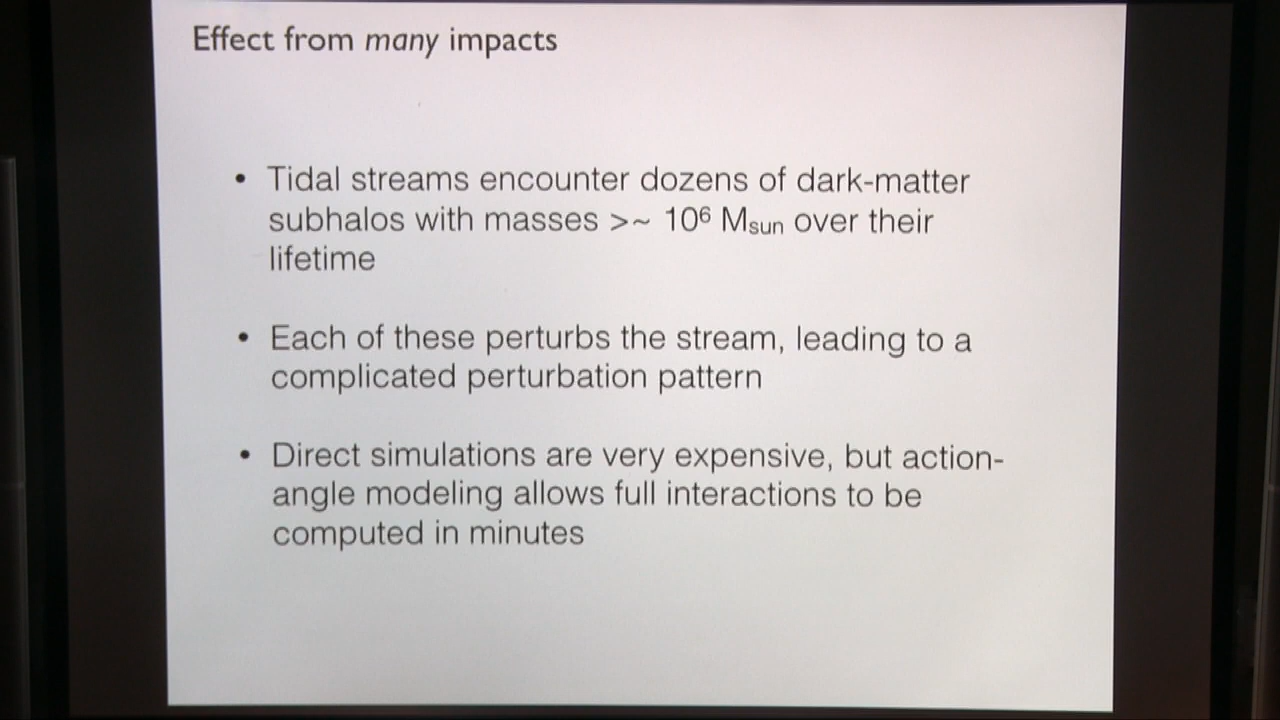 Effect from many impacts
• Tidal streams encounter dozens of dark-matter
subhalos with masses >~ 10⁶ Msun over their
lifetime
• Each of these perturbs the stream, leading to a
complicated perturbation pattern
• Direct simulations are very expensive, but action-
angle modeling allows full interactions to be
computed in minutes